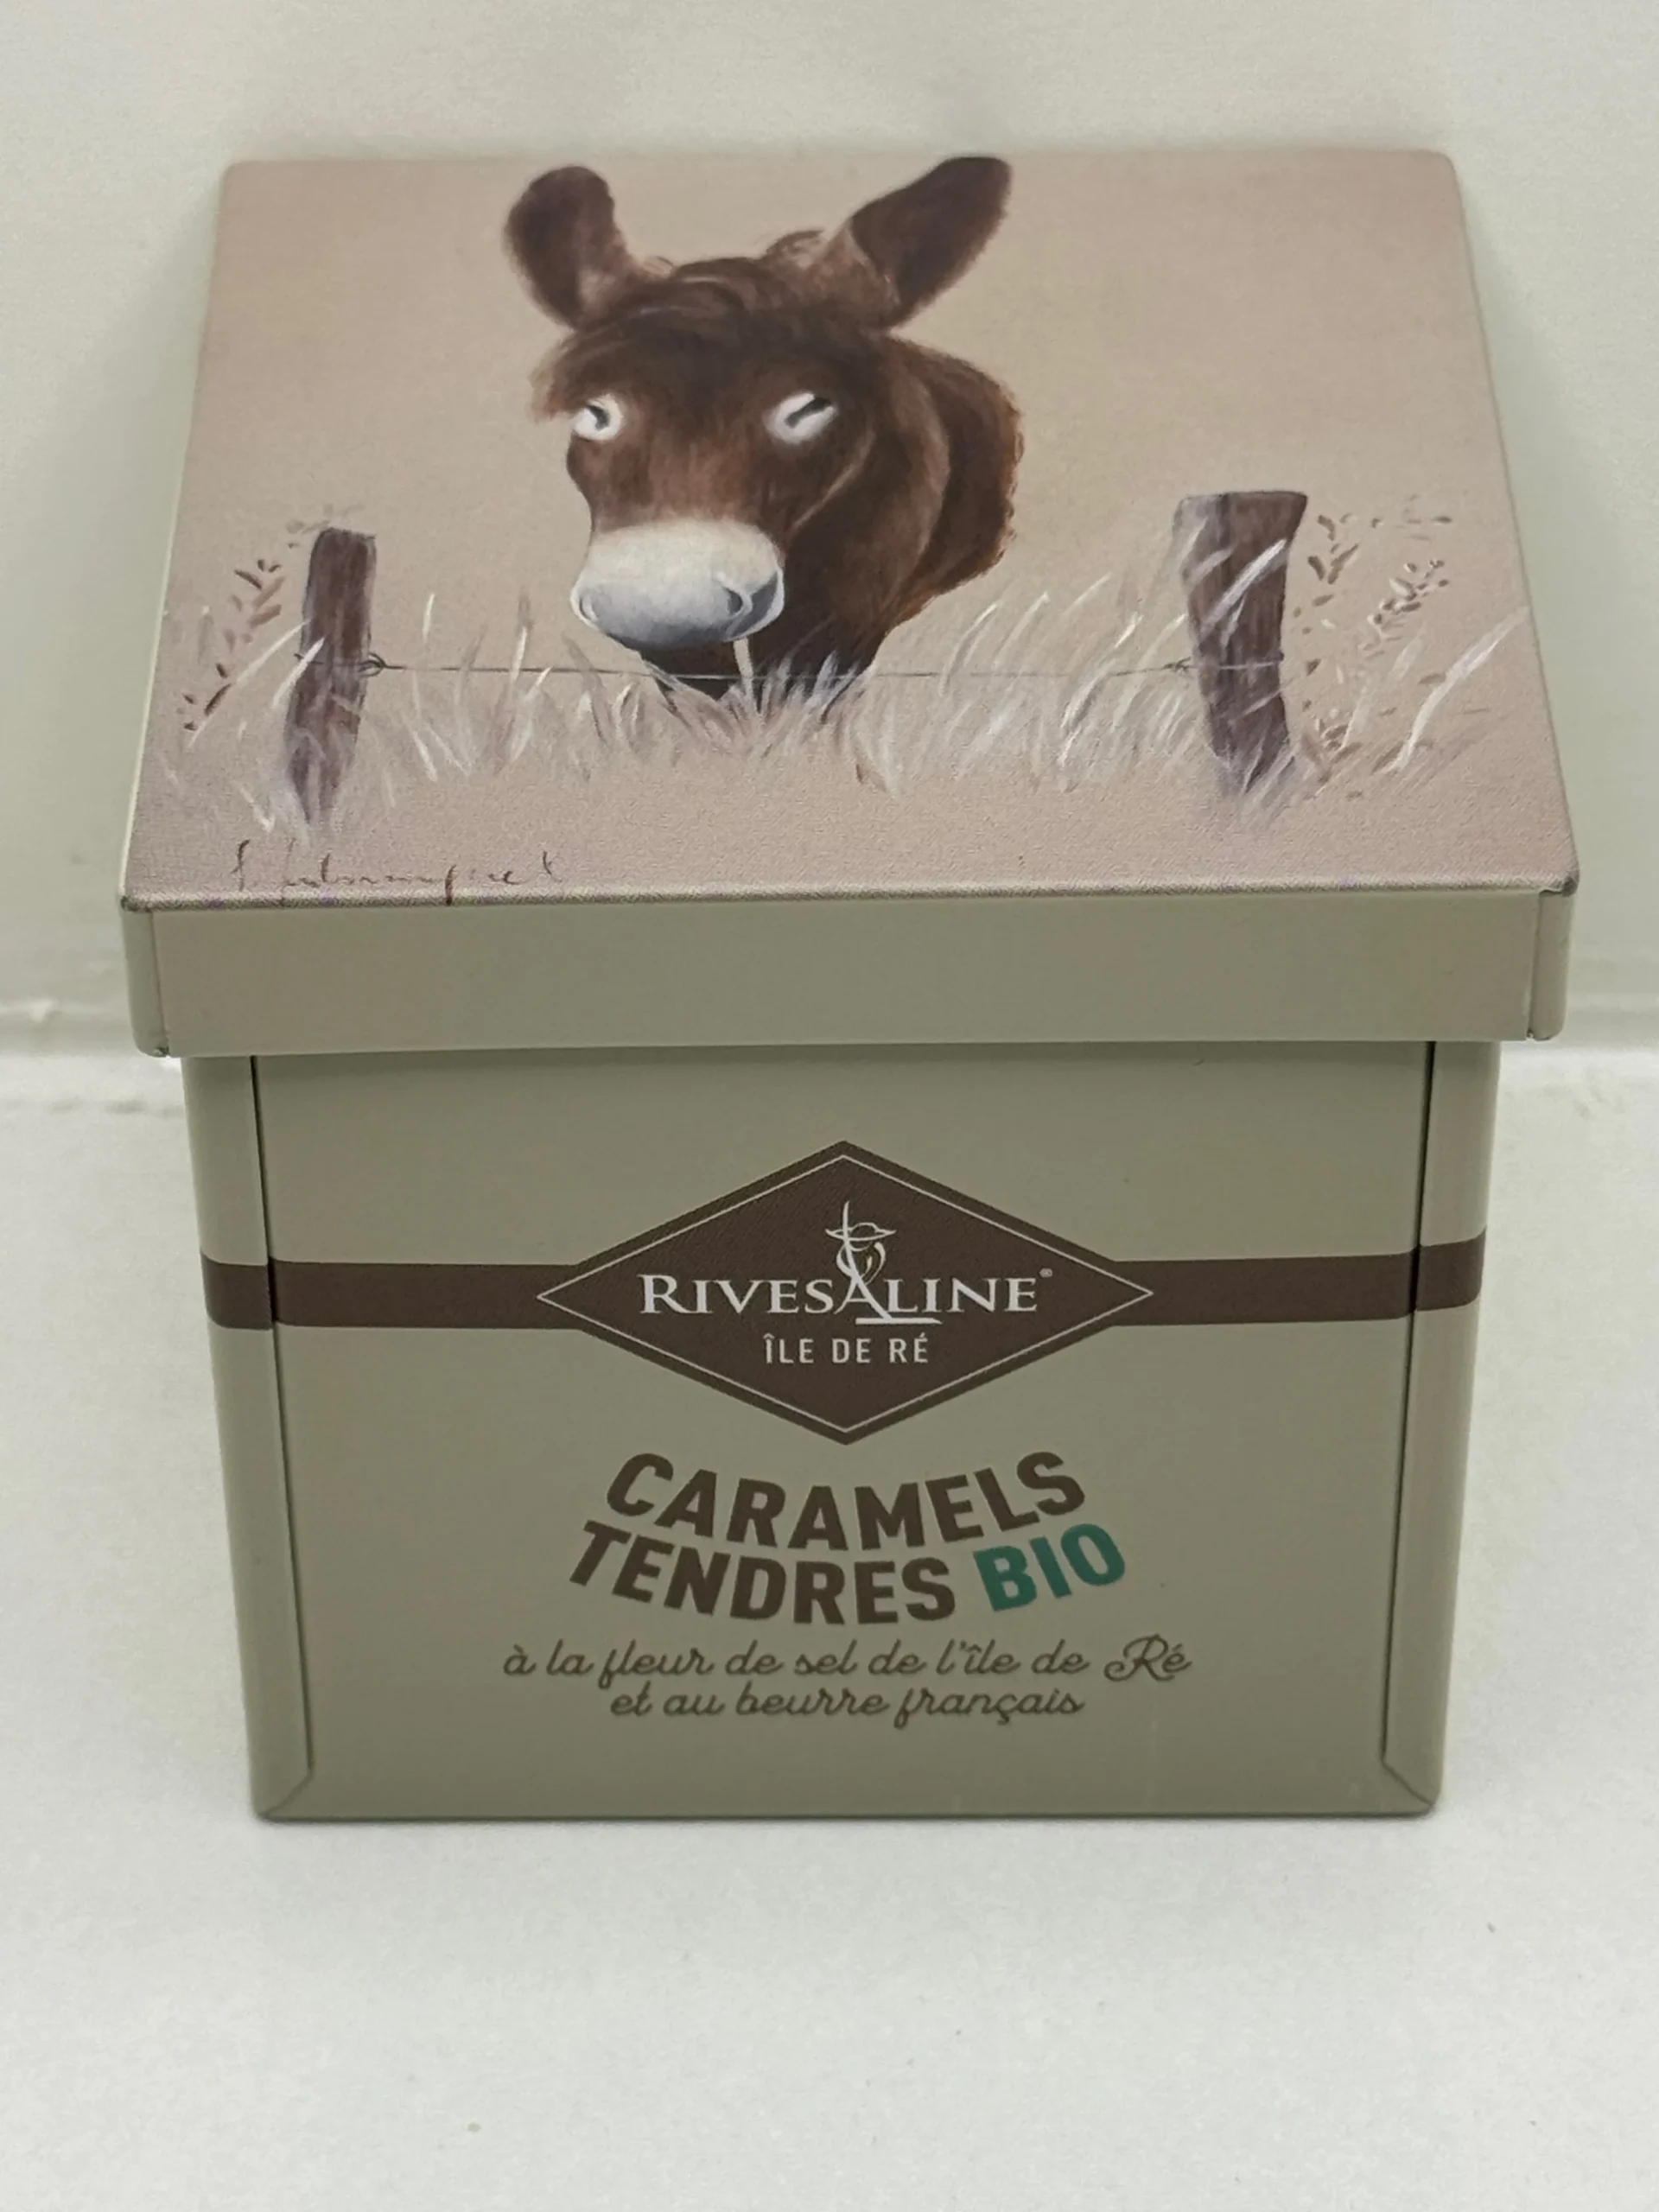 RIVESALINE®
ÎLE DE RÉ
CARAMELS
TENDRES BIO
à la fleur de sel de l'île de Ré
et au beurre français